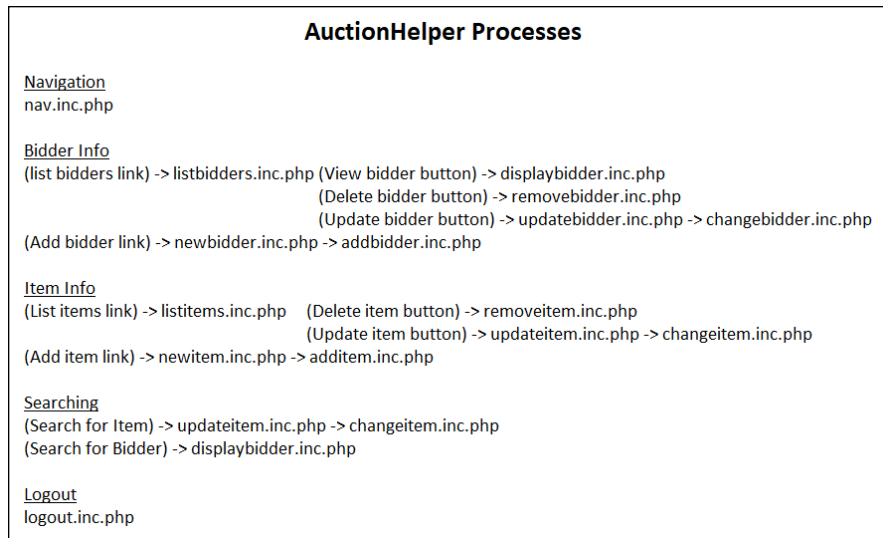 AuctionHelper Processes
Navigation
nav.inc.php
Bidder Info
(list bidders link) -> listbidders.inc.php (View bidder button) -> displaybidder.inc.php
(Delete bidder button) -> removebidder.inc.php
(Update bidder button) -> updatebidder.inc.php -> changebidder.inc.php
(Add bidder link) -> newbidder.inc.php -> addbidder.inc.php
Item Info
(List items link) -> listitems.inc.php (Delete item button) -> removeitem.inc.php
(Update item button) -> updateitem.inc.php -> changeitem.inc.php
(Add item link) -> newitem.inc.php -> additem.inc.php
Searching
(Search for Item) -> updateitem.inc.php -> changeitem.inc.php
(Search for Bidder) -> displaybidder.inc.php
Logout
logout.inc.php